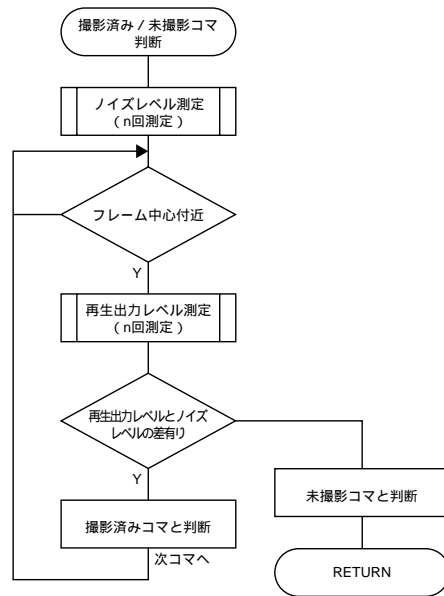 撮影済み / 未撮影コマ
判断
ノイズレベル測定
( n回測定 )
フレーム中心付近
Y
再生出力レベル測定
( n回測定 )
再生出力レベルとノイズ
レベルの差有り
Y
撮影済みコマと判断
次コマへ
未撮影コマと判断
RETURN